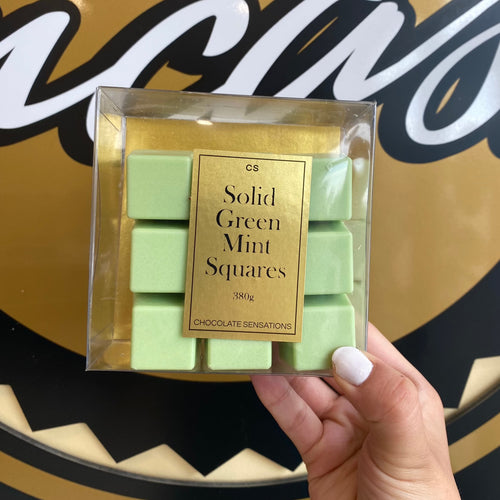 CS
Solid
Green
Mint
Squares
380g
CHOCOLATE SENSATIONS